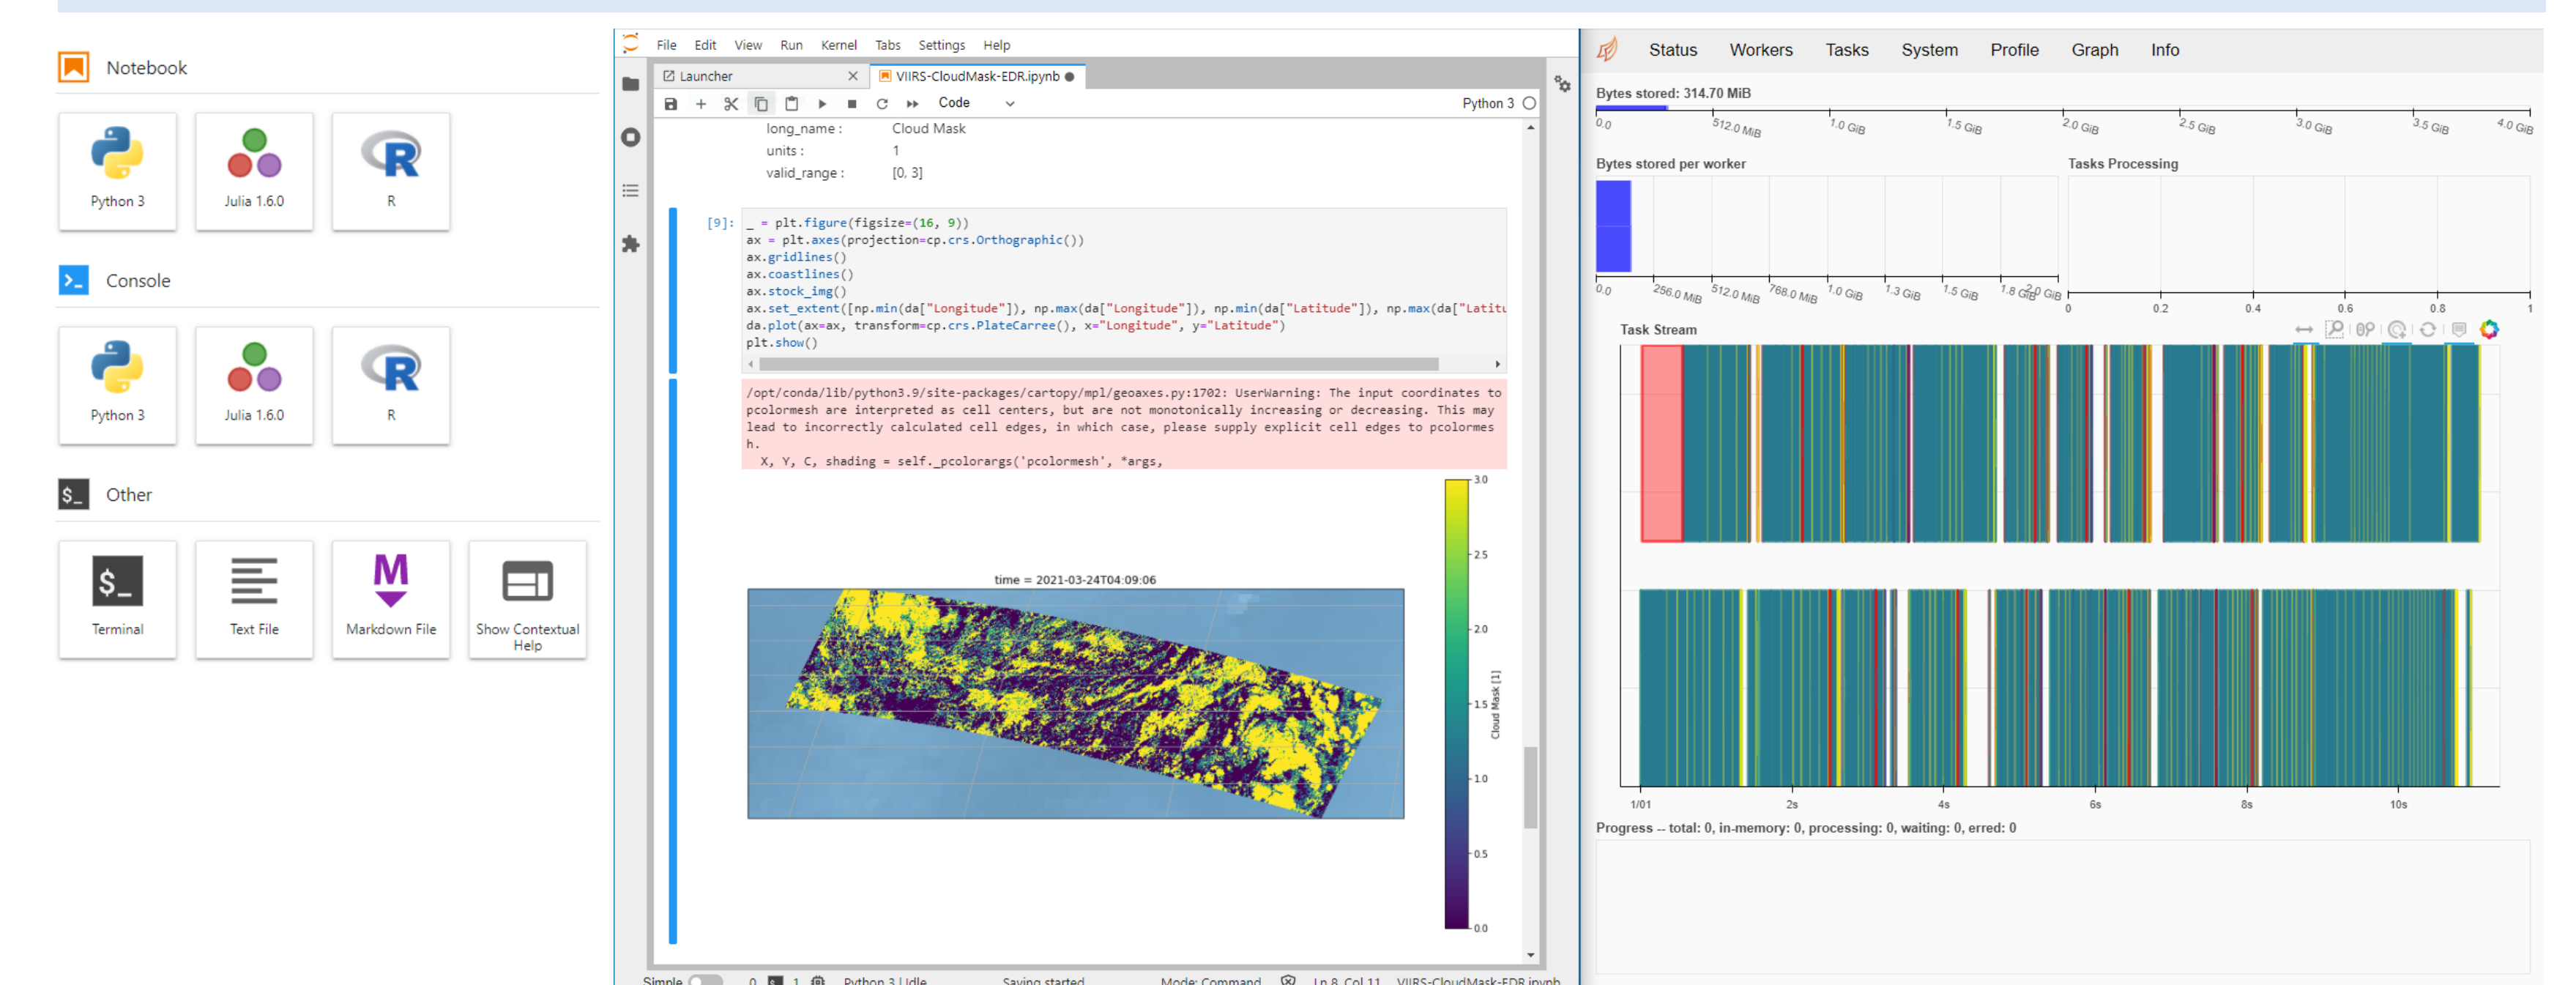 Notebook
Python 3
Julia 1.6.0
R
Console
Python 3
Julia 1.6.0
R
$_ Other
$_
Terminal
Text File
M
Markdown File
Show Contextual
Help
File Edit View Run Kernel Tabs Settings Help
Launcher
VIIRS-CloudMask-EDR.ipynb
Code
Python 3
long_name : Cloud Mask
units : 1
valid_range : [0, 3]
[9]: _ = plt.figure(figsize=(16, 9))
ax = plt.axes(projection=cp.crs.Orthographic())
ax.gridlines()
ax.coastlines()
ax.stock_img()
ax.set_extent([np.min(da["Longitude"]), np.max(da["Longitude"]), np.min(da["Latitude"]), np.max(da["Latitu
da.plot(ax=ax, transform=cp.crs.PlateCarree(), x="Longitude", y="Latitude")
plt.show()
/opt/conda/lib/python3.9/site-packages/cartopy/mpl/geoaxes.py:1702: UserWarning: The input coordinates to
pcolormesh are interpreted as cell centers, but are not monotonically increasing or decreasing. This may
lead to incorrectly calculated cell edges, in which case, please supply explicit cell edges to pcolormes
h.
X, Y, C, shading = self._pcolorargs('pcolormesh', *args,
time = 2021-03-24T04:09:06
3.0
2.5
2.0
1.5
1.0
0.5
0.0
Cloud Mask [1]
Simple 0 $_ 1 Python 3 | Idle Saving started Mode: Command Ln 8, Col 11 VIIRS-CloudMask-EDR.ipynb
Status Workers Tasks System Profile Graph Info
Bytes stored: 314.70 MiB
0.0 512.0 MiB 1.0 GiB 1.5 GiB 2.0 GiB 2.5 GiB 3.0 GiB 3.5 GiB 4.0 GiB
Bytes stored per worker
0.0 256.0 MiB 512.0 MiB 768.0 MiB 1.0 GiB 1.3 GiB 1.5 GiB 1.8 GiB 2.0 GiB
Tasks Processing
0 0.2 0.4 0.6 0.8 1
Task Stream
1/01 2s 4s 6s 8s 10s
Progress -- total: 0, in-memory: 0, processing: 0, waiting: 0, erred: 0